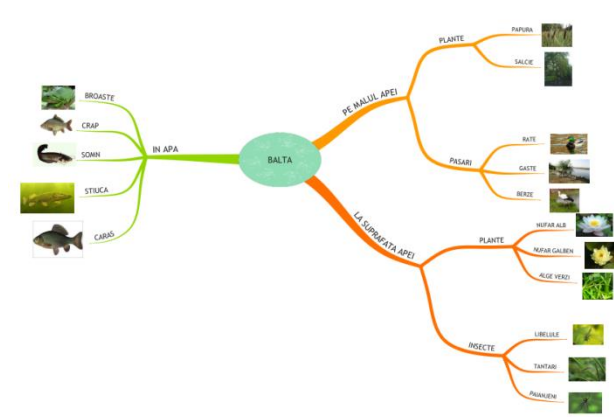 BALTA
IN APA
BROASTE
CRAP
SOMN
STIUCA
CARAS
PE MALUL APEI
PLANTE
PAPURA
SALCIE
PASARI
RATE
GASTE
BERZE
LA SUPRAFATA APEI
PLANTE
NUFAR ALB
NUFAR GALBEN
ALGE VERZI
INSECTE
LIBELULE
TANTARI
PAIANJENI